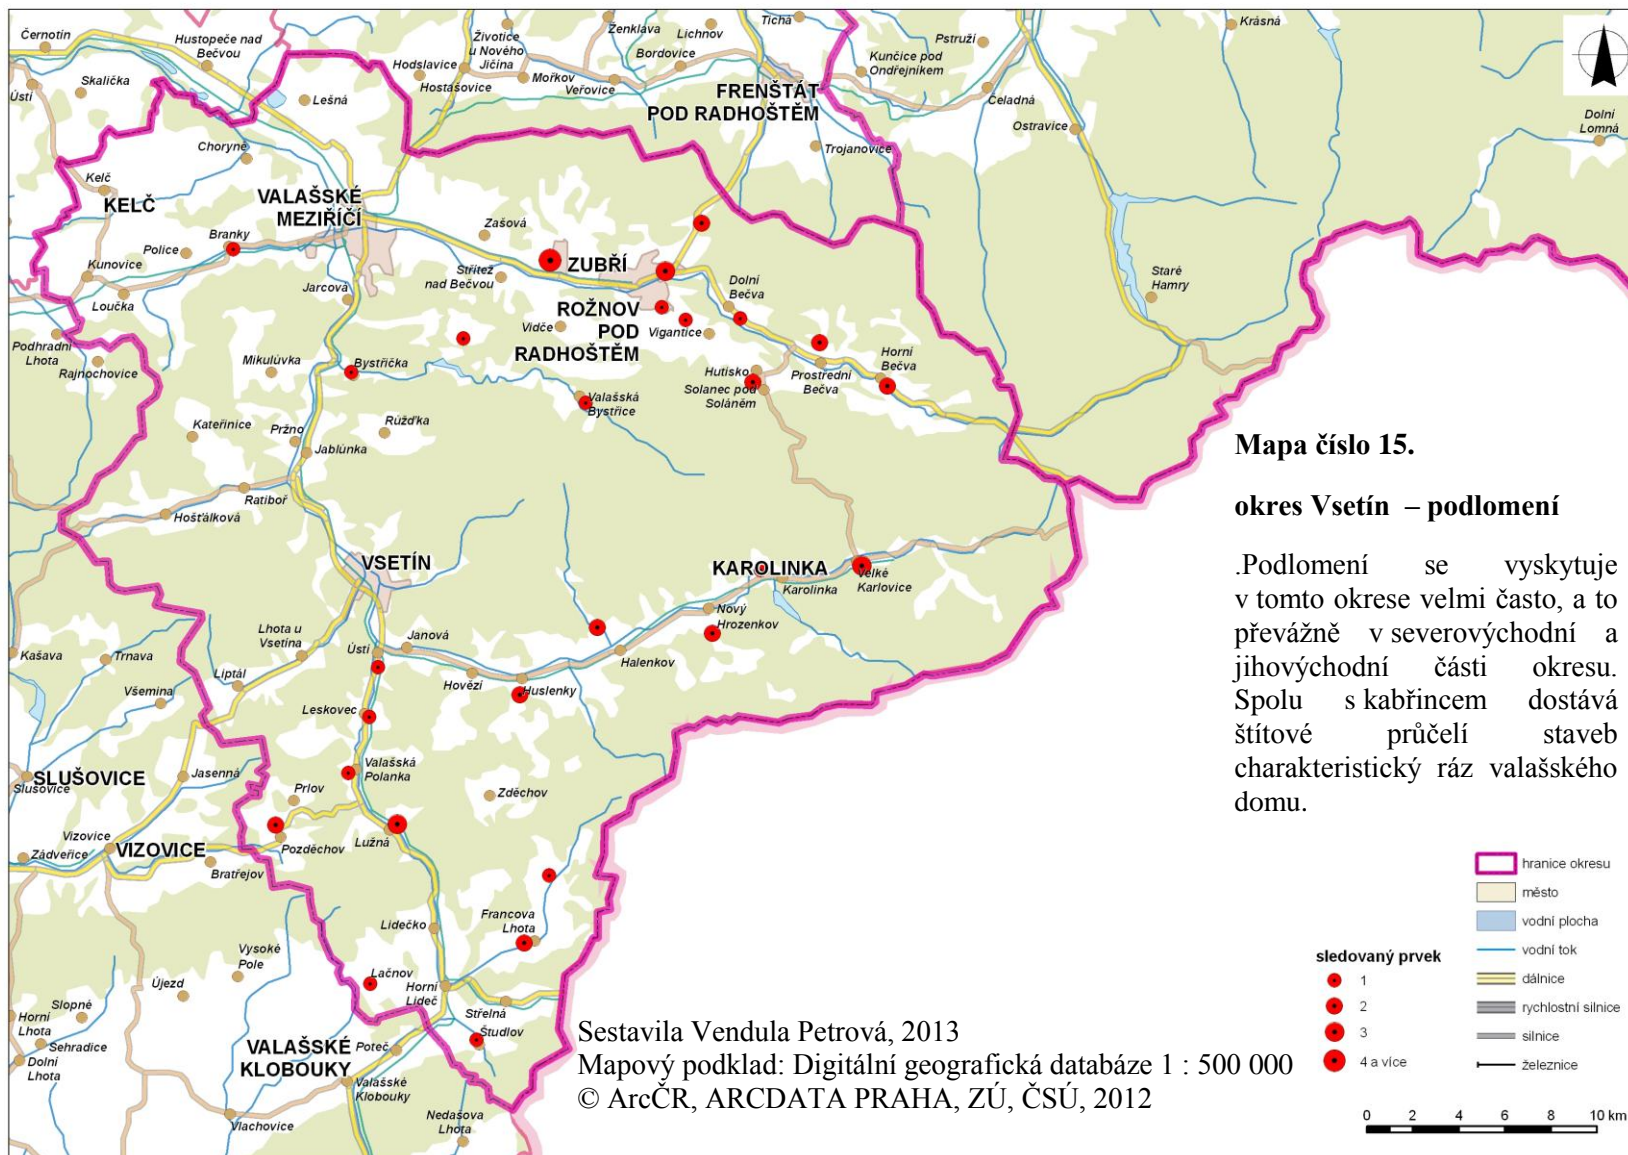 Černotín
Hustopeče nad
Bečvou
Skalička
Ústí
Lešná
Choryně
Hodslavice
Hostašovice
Životice
u Nového
Jičína
Mořkov
Veřovice
Ženklava
Bordovice
Lichnov
Tichá
FRENŠTÁT
POD RADHOŠTĚM
Kunčice pod
Ondřejníkem
Pstruží
Čeladná
Ostravice
Trojanovice
Krásná
Dolní
Lomná
Kelč
KELČ
VALAŠSKÉ
MEZIŘÍČÍ
Branky
Police
Kunovice
Loučka
Jarcová
Zašová
Střítež
nad Bečvou
ZUBŘÍ
ROŽNOV
POD
RADHOŠTĚM
Vidče
Vigantice
Dolní
Bečva
Hutisko
Solanec pod
Soláněm
Prostrední
Bečva
Horní
Bečva
Staré
Hamry
Podhradní
Lhota
Rajnochovice
Mikulůvka
Bystřička
Valašská
Bystřice
Kateřinice
Růžďka
Pržno
Jablůnka
Ratiboř
Hošťálková
VSETÍN
KAROLINKA
Karolinka
Velké
Karlovice
Nový
Hrozenkov
Halenkov
Huslenky
Hovězí
Janová
Ústí
Lhota u
Vsetína
Liptál
Kašava
Trnava
Všemina
Leskovec
Valašská
Polanka
Zděchov
SLUŠOVICE
Slušovice
Jasenná
Prlov
Pozděchov
Lužná
Vizovice
VIZOVICE
Zádveřice
Bratřejov
Lidečko
Francova
Lhota
Vysoké
Pole
Újezd
Lačnov
Horní
Lideč
Střelná
Študlov
Slopné
Horní
Lhota
Sehradice
Dolní
Lhota
VALAŠSKÉ
KLOBOUKY
Poteč
Valašské
Klobouky
Vlachovice
Nedašova
Lhota
Mapa číslo 15.
okres Vsetín – podlomení
.Podlomení se vyskytuje
v tomto okrese velmi často, a to
převážně v severovýchodní a
jihovýchodní části okresu.
Spolu s kabřincem dostává
štítové průčelí staveb
charakteristický ráz valašského
domu.
sledovaný prvek
1
2
3
4 a více
hranice okresu
město
vodní plocha
vodní tok
dálnice
rychlostní silnice
silnice
železnice
0 2 4 6 8 10 km
Sestavila Vendula Petrová, 2013
Mapový podklad: Digitální geografická databáze 1 : 500 000
© ArcČR, ARCDATA PRAHA, ZÚ, ČSÚ, 2012